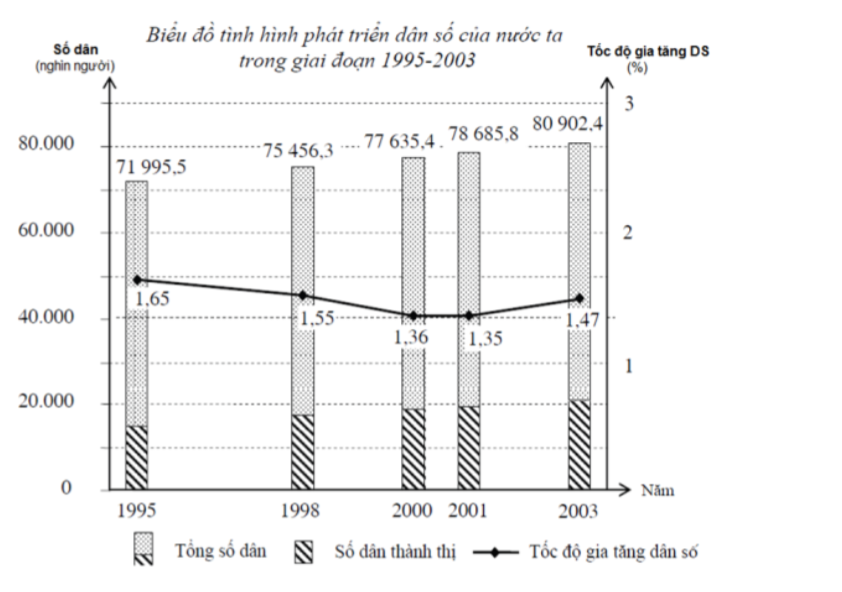 Biểu đồ tình hình phát triển dân số của nước ta
trong giai đoạn 1995-2003
Số dân
(nghìn người)
Tốc độ gia tăng DS
(%)
3
80.000
71 995,5
75 456,3
77 635,4
78 685,8
80 902,4
60.000
2
1,65
1,55
1,36
1,35
1,47
40.000
1
20.000
0
Năm
1995
1998
2000
2001
2003
Tổng số dân
Số dân thành thị
Tốc độ gia tăng dân số